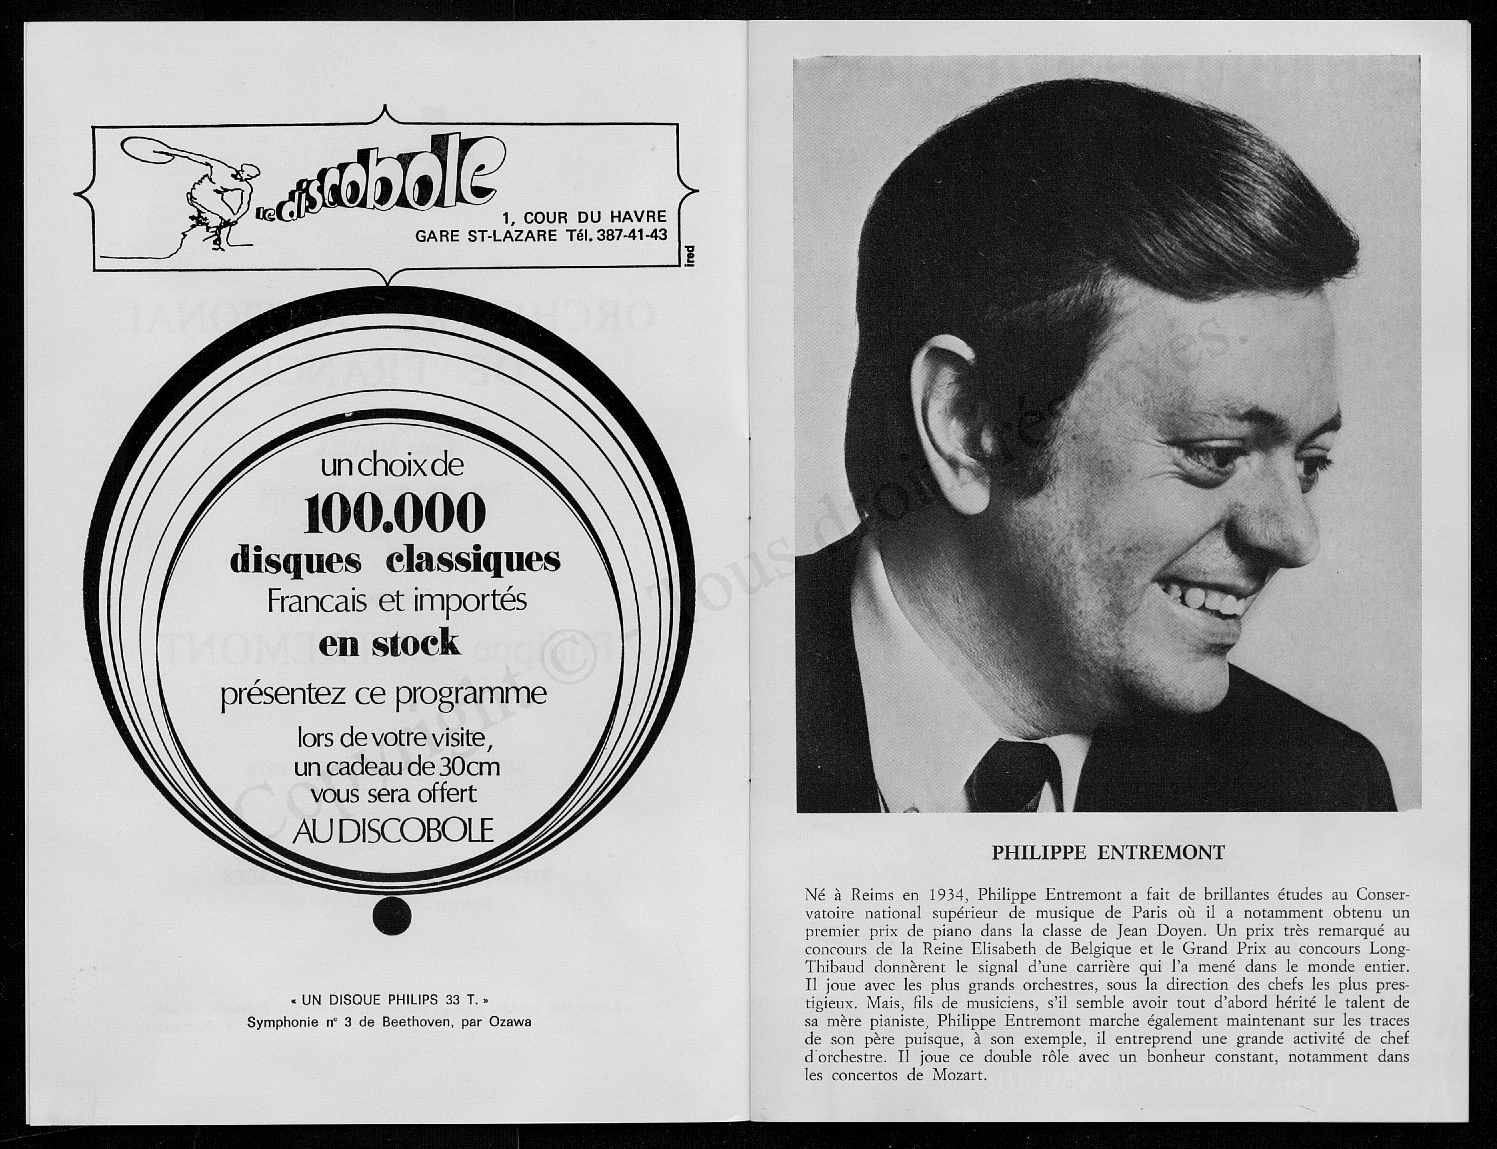 le discobole
1, COUR DU HAVRE
GARE ST-LAZARE Tél. 387-41-43
ired
un choix de
100.000
disques classiques
Francais et importés
en stock
présentez ce programme
lors de votre visite,
un cadeau de 30cm
vous sera offert
AU DISCOBOLE
« UN DISQUE PHILIPS 33 T. »
Symphonie n° 3 de Beethoven, par Ozawa
Copyright © - Tous droits réservés.
PHILIPPE ENTREMONT
Né à Reims en 1934, Philippe Entremont a fait de brillantes études au Conser-
vatoire national supérieur de musique de Paris où il a notamment obtenu un
premier prix de piano dans la classe de Jean Doyen. Un prix très remarqué au
concours de la Reine Elisabeth de Belgique et le Grand Prix au concours Long-
Thibaud donnèrent le signal d'une carrière qui l'a mené dans le monde entier.
Il joue avec les plus grands orchestres, sous la direction des chefs les plus pres-
tigieux. Mais, fils de musiciens, s'il semble avoir tout d'abord hérité le talent de
sa mère pianiste, Philippe Entremont marche également maintenant sur les traces
de son père puisque, à son exemple, il entreprend une grande activité de chef
d'orchestre. Il joue ce double rôle avec un bonheur constant, notamment dans
les concertos de Mozart.